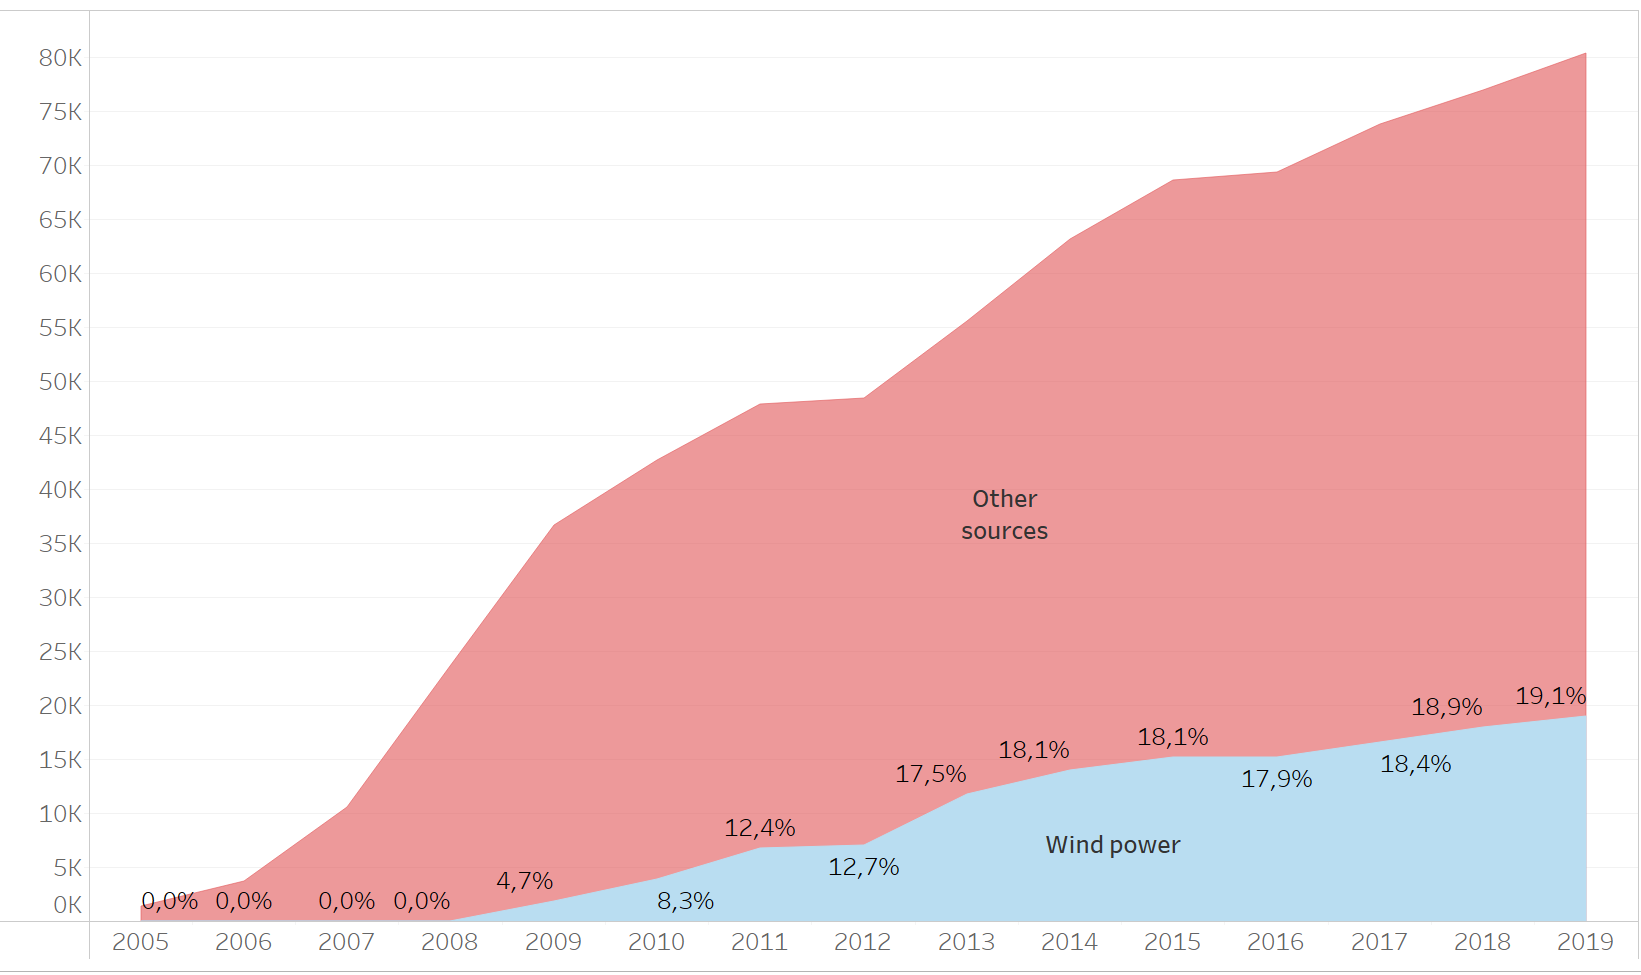 80K
75K
70K
65K
60K
55K
50K
45K
40K
35K
30K
25K
20K
15K
10K
5K
0K
Other
sources
Wind power
0,0%
0,0%
0,0%
0,0%
4,7%
8,3%
12,4%
12,7%
17,5%
18,1%
18,1%
17,9%
18,4%
18,9%
19,1%
2005 2006 2007 2008 2009 2010 2011 2012 2013 2014 2015 2016 2017 2018 2019